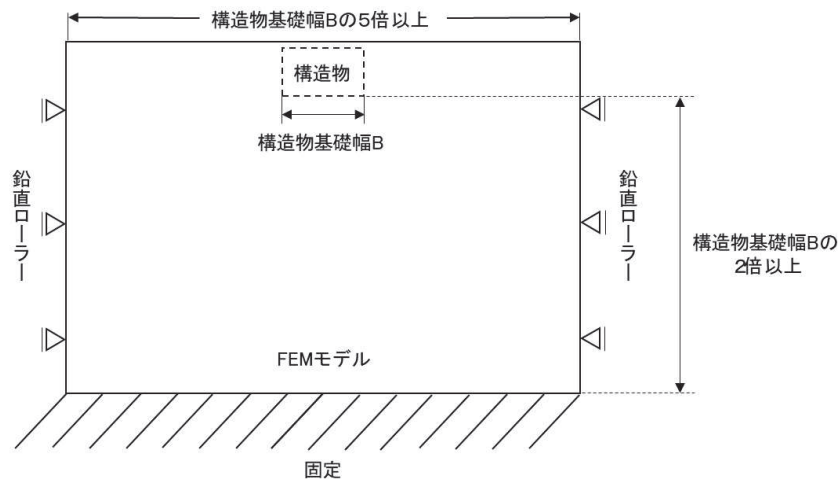 構造物基礎幅Bの5倍以上
構造物
構造物基礎幅B
鉛直ローラー
鉛直ローラー
構造物基礎幅Bの
2倍以上
FEMモデル
固定